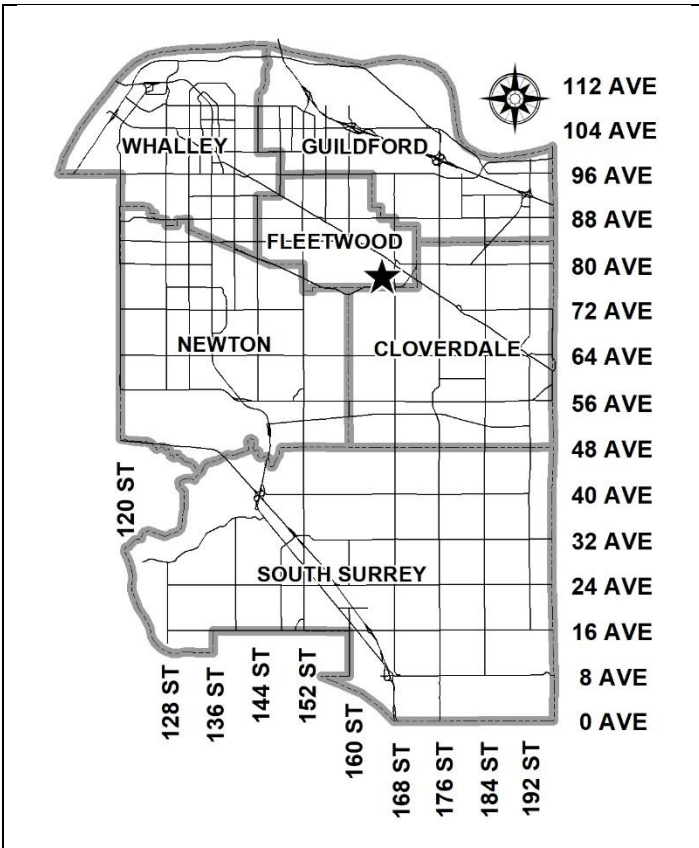 112 AVE
104 AVE
WHALLEY GUILDFORD
96 AVE
88 AVE
FLEETWOOD
80 AVE
72 AVE
NEWTON CLOVERDALE
64 AVE
56 AVE
48 AVE
120 ST
40 AVE
32 AVE
SOUTH SURREY
24 AVE
16 AVE
8 AVE
128 ST
136 ST
144 ST
152 ST
160 ST
0 AVE
168 ST
176 ST
184 ST
192 ST